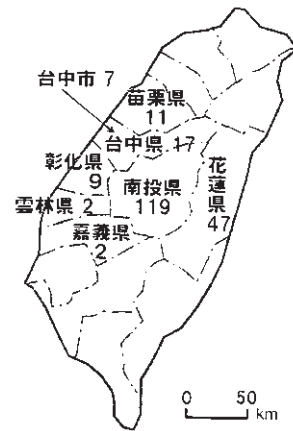 台中市 7
苗栗県
11
台中県 17
彰化県
9
南投県
119
花蓮県
47
雲林県 2
嘉義県
2
0 50
km